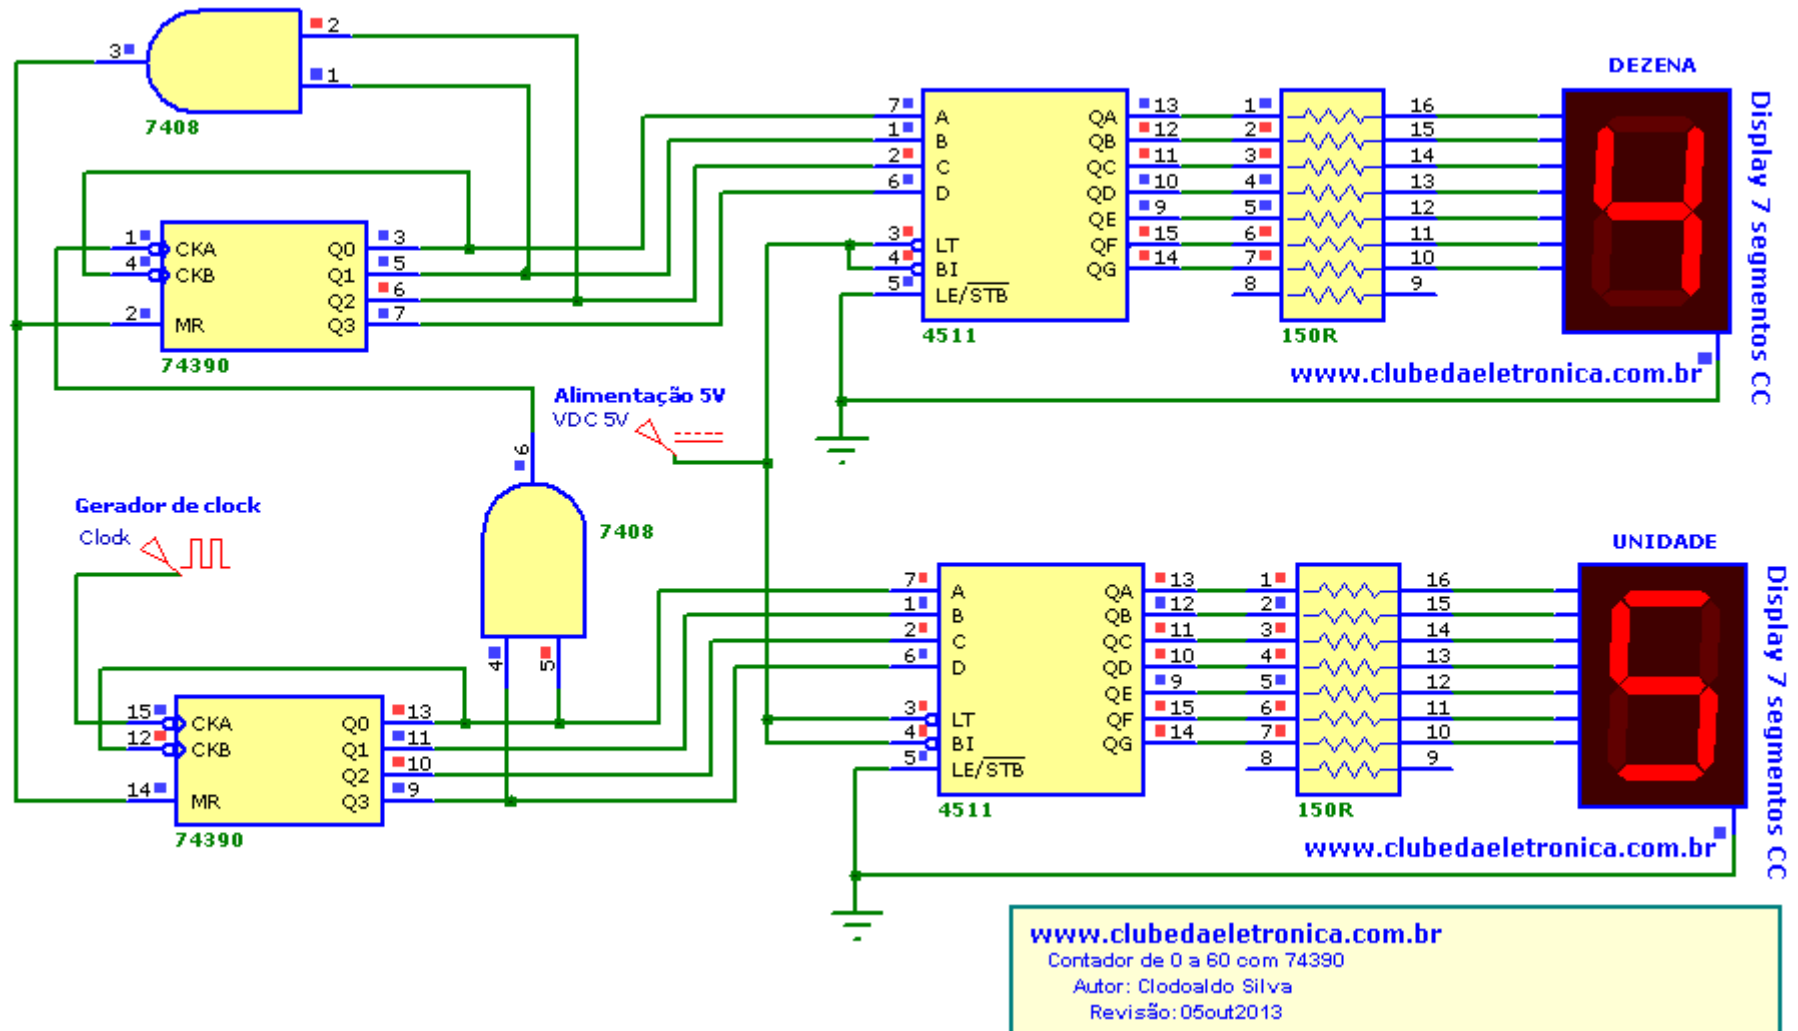 2
3
1
7408
DEZENA
Display 7 segmentos CC
7 A QA 13 1 16
1 B QB 12 2 15
2 C QC 11 3 14
6 D QD 10 4 13
QE 9 5 12
3 LT QF 15 6 11
4 BI QG 14 7 10
5 LE/STB 8 9
4511
150R
1 CKA Q0 3
4 CKB Q1 5
Q2 6
2 MR Q3 7
74390
www.clubedaeletronica.com.br
Alimentação 5V
VDC 5V
6
Gerador de clock
Clock
7408
4 5
UNIDADE
Display 7 segmentos CC
7 A QA 13 1 16
1 B QB 12 2 15
2 C QC 11 3 14
6 D QD 10 4 13
QE 9 5 12
3 LT QF 15 6 11
4 BI QG 14 7 10
5 LE/STB 8 9
4511
150R
15 CKA Q0 13
12 CKB Q1 11
Q2 10
14 MR Q3 9
74390
www.clubedaeletronica.com.br
4
5
www.clubedaeletronica.com.br
Contador de 0 a 60 com 74390
Autor: Clodoaldo Silva
Revisão: 05out2013